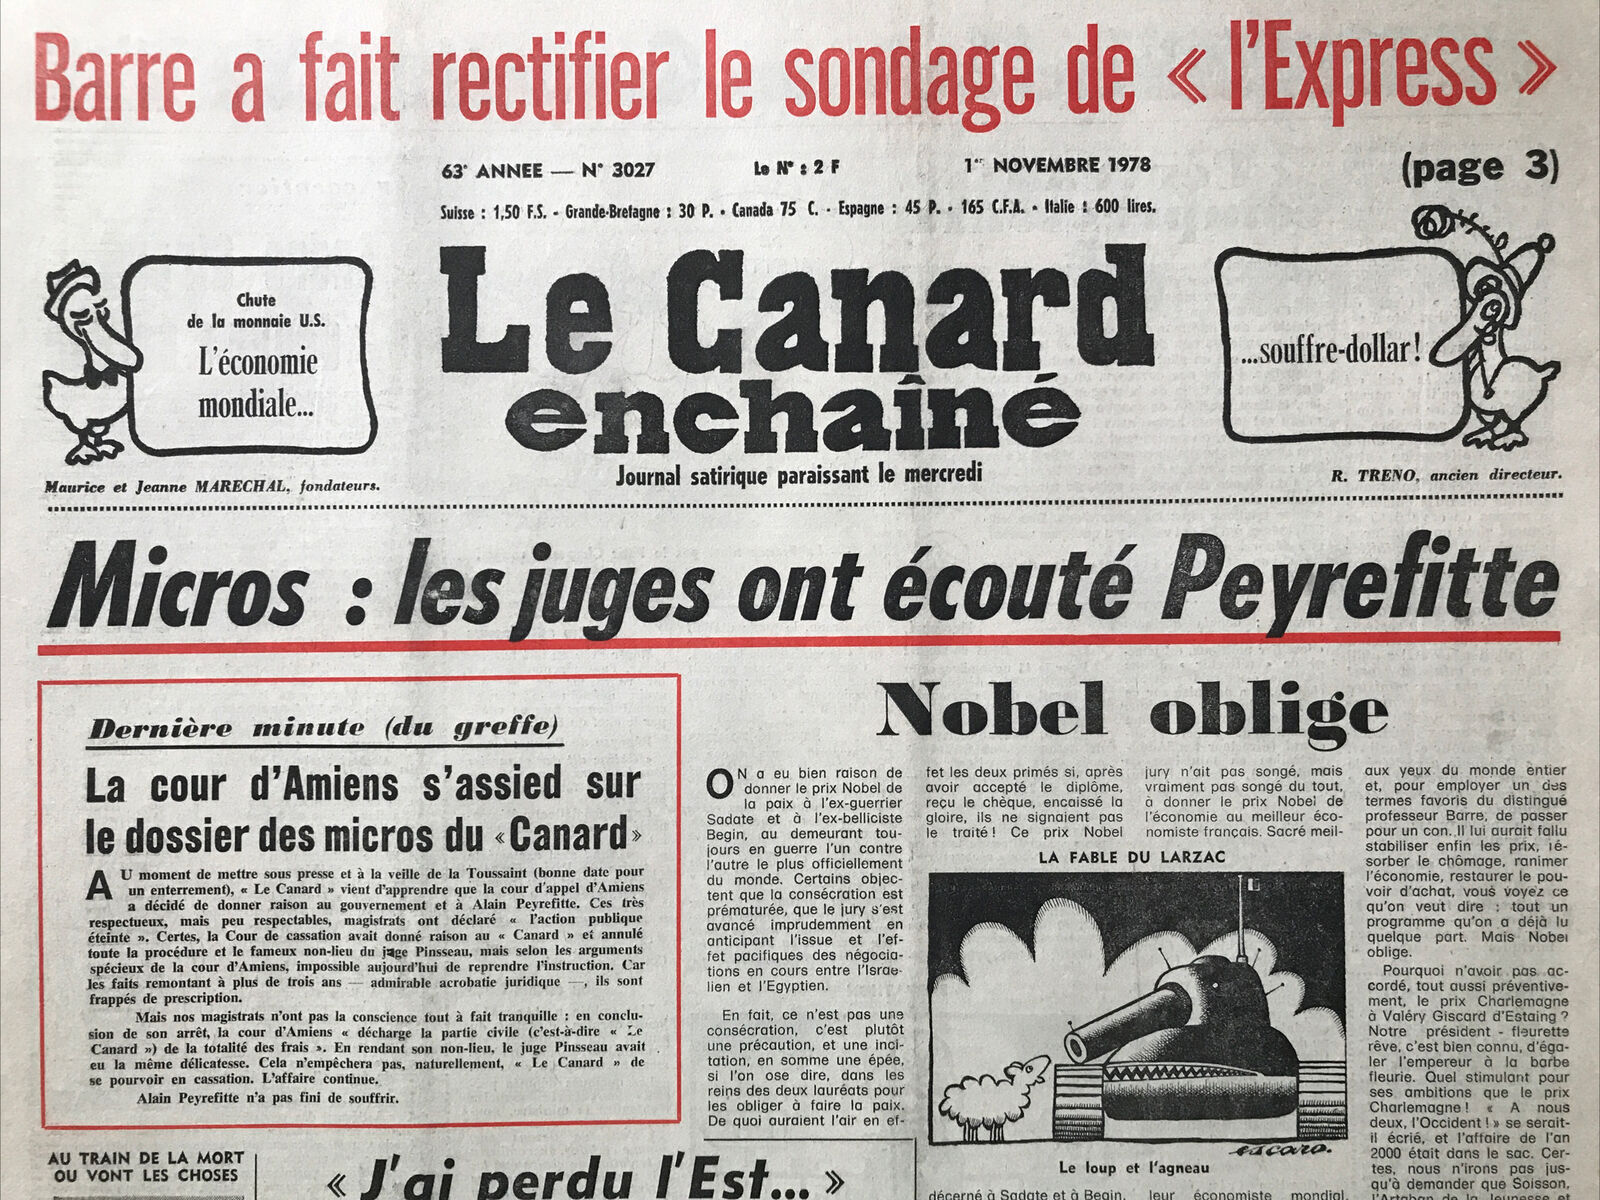 Barre a fait rectifier le sondage de « l'Express »
63e ANNEE — N° 3027
Le N° : 2 F
1er NOVEMBRE 1978
(page 3)
Suisse : 1,50 F.S. - Grande-Bretagne : 30 P. - Canada 75 C. - Espagne : 45 P. - 165 C.F.A. - Italie : 600 lires.
Chute
de la monnaie U.S.
L'économie
mondiale...
Le Canard
enchaîné
...souffre-dollar !
Journal satirique paraissant le mercredi
Maurice et Jeanne MARECHAL, fondateurs.
R. TRENO, ancien directeur.
Micros : les juges ont écouté Peyrefitte
Dernière minute (du greffe)
La cour d'Amiens s'assied sur
le dossier des micros du « Canard »
AU moment de mettre sous presse et à la veille de la Toussaint (bonne date pour
un enterrement), « Le Canard » vient d'apprendre que la cour d'appel d'Amiens
a décidé de donner raison au gouvernement et à Alain Peyrefitte. Ces très
respectueux, mais peu respectables, magistrats ont déclaré « l'action publique
éteinte ». Certes, la Cour de cassation avait donné raison au « Canard » et annulé
toute la procédure et le fameux non-lieu du juge Pinsseau, mais selon les arguments
spécieux de la cour d'Amiens, impossible aujourd'hui de reprendre l'instruction. Car
les faits remontant à plus de trois ans — admirable acrobatie juridique —, ils sont
frappés de prescription.
Mais nos magistrats n'ont pas la conscience tout à fait tranquille : en conclu-
sion de son arrêt, la cour d'Amiens « décharge la partie civile (c'est-à-dire « Le
Canard ») de la totalité des frais ». En rendant son non-lieu, le juge Pinsseau avait
eu la même délicatesse. Cela n'empêchera pas, naturellement, « Le Canard » de
se pourvoir en cassation. L'affaire continue.
Alain Peyrefitte n'a pas fini de souffrir.
AU TRAIN DE LA MORT
OU VONT LES CHOSES
« J'ai perdu l'Est... »
Nobel oblige
ON a eu bien raison de
donner le prix Nobel de
la paix à l'ex-guerrier
Sadate et à l'ex-belliciste
Begin, au demeurant tou-
jours en guerre l'un contre
l'autre le plus officiellement
du monde. Certains objec-
tent que la consécration est
prématurée, que le jury s'est
avancé imprudemment en
anticipant l'issue et l'ef-
fet pacifiques des négocia-
tions en cours entre l'Israé-
lien et l'Egyptien.
En fait, ce n'est pas une
consécration, c'est plutôt
une précaution, et une inci-
tation, en somme une épée,
si l'on ose dire, dans les
reins des deux lauréats pour
les obliger à faire la paix.
De quoi auraient l'air en ef-
fet les deux primés si, après
avoir accepté le diplôme,
reçu le chèque, encaissé la
gloire, ils ne signaient pas
le traité ! Ce prix Nobel
jury n'ait pas songé, mais
vraiment pas songé du tout,
à donner le prix Nobel de
l'économie au meilleur éco-
nomiste français. Sacré meil-
LA FABLE DU LARZAC
escaro.
Le loup et l'agneau
décerné à Sadate et à Begin,
leur économiste mondial,
aux yeux du monde entier
et, pour employer un des
termes favoris du distingué
professeur Barre, de passer
pour un con. Il lui aurait fallu
stabiliser enfin les prix, ré-
sorber le chômage, ranimer
l'économie, restaurer le pou-
voir d'achat, vous voyez ce
qu'on veut dire : tout un
programme qu'on a déjà lu
quelque part. Mais Nobel
oblige.
Pourquoi n'avoir pas ac-
cordé, tout aussi préventive-
ment, le prix Charlemagne
à Valéry Giscard d'Estaing ?
Notre président - fleurette
rêve, c'est bien connu, d'éga-
ler l'empereur à la barbe
fleurie. Quel stimulant pour
ses ambitions que le prix
Charlemagne ! « A nous
deux, l'Occident ! » se serait-
il écrié, et l'affaire de l'an
2000 était dans le sac. Cer-
tes, nous n'irons pas jus-
qu'à demander que Soisson,
l'Artaban de la Jeunesse et